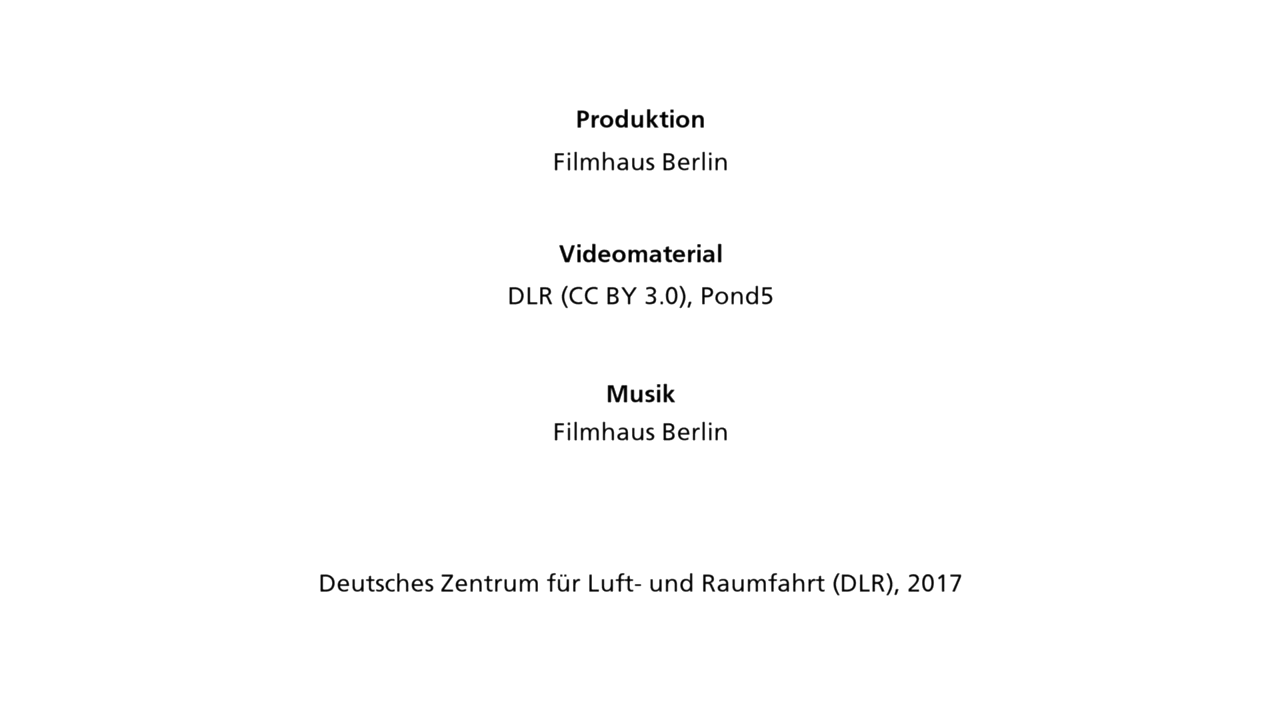 Produktion
Filmhaus Berlin
Videomaterial
DLR (CC BY 3.0), Pond5
Musik
Filmhaus Berlin
Deutsches Zentrum für Luft- und Raumfahrt (DLR), 2017